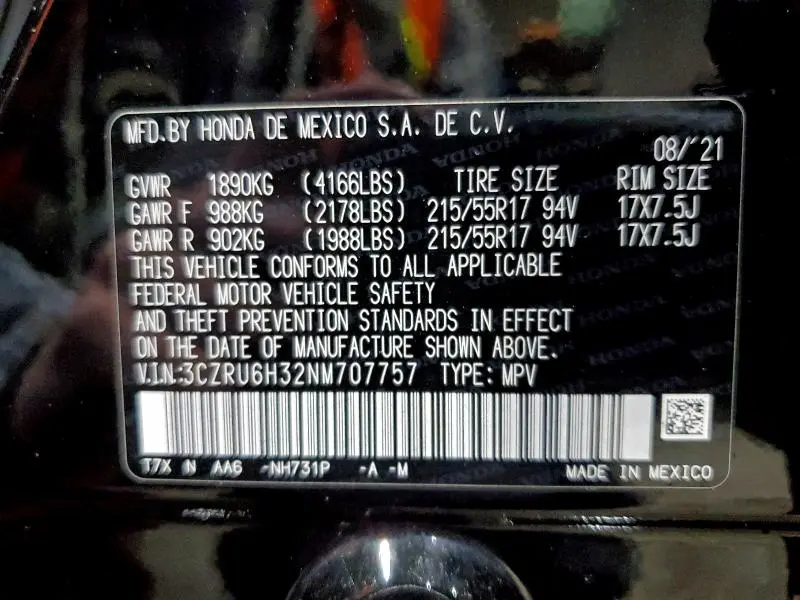 MFD.BY HONDA DE MEXICO S.A. DE C.V.
08/'21
GVWR 1890KG (4166LBS) TIRE SIZE RIM SIZE
GAWR F 988KG (2178LBS) 215/55R17 94V 17X7.5J
GAWR R 902KG (1988LBS) 215/55R17 94V 17X7.5J
THIS VEHICLE CONFORMS TO ALL APPLICABLE
FEDERAL MOTOR VEHICLE SAFETY
AND THEFT PREVENTION STANDARDS IN EFFECT
ON THE DATE OF MANUFACTURE SHOWN ABOVE.
V.I.N.:3CZRU6H32NM707757 TYPE: MPV
T7X N AA6 -NH731P -A -M MADE IN MEXICO